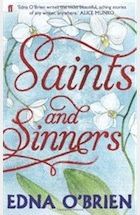 'Edna O'Brien writes the most beautiful, aching stories
of any writer, anywhere.' ALICE MUNRO
Saints
and
Sinners
EDNA
O'BRIEN